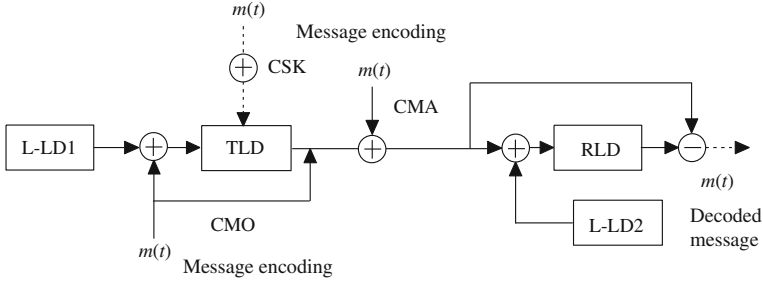 m(t)
Message encoding
CSK
m(t)
CMA
L-LD1
TLD
RLD
m(t)
CMO
L-LD2
Decoded
message
m(t)
Message encoding